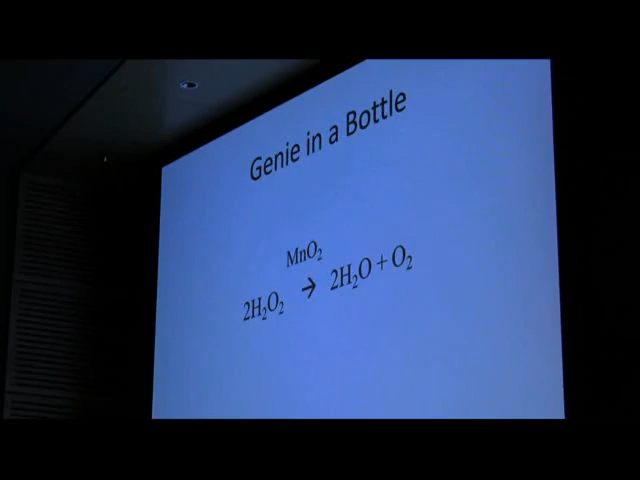 Genie in a Bottle
MnO₂
2H₂O₂ → 2H₂O + O₂